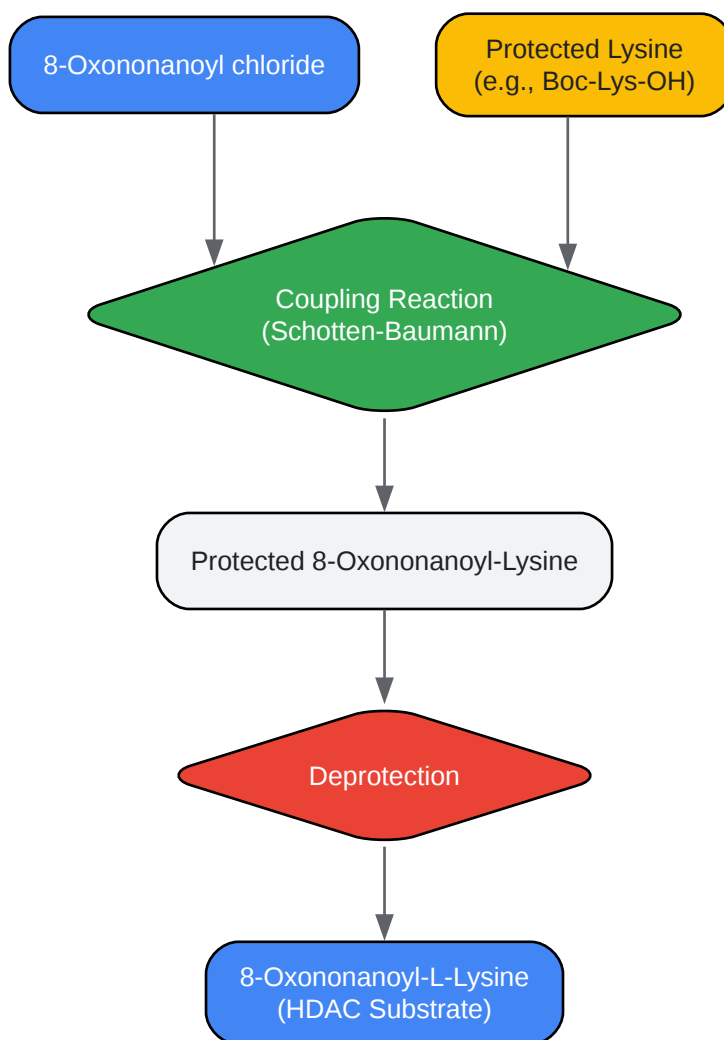 8-Oxononanoyl chloride
Protected Lysine
(e.g., Boc-Lys-OH)
Coupling Reaction
(Schotten-Baumann)
Protected 8-Oxononanoyl-Lysine
Deprotection
8-Oxononanoyl-L-Lysine
(HDAC Substrate)